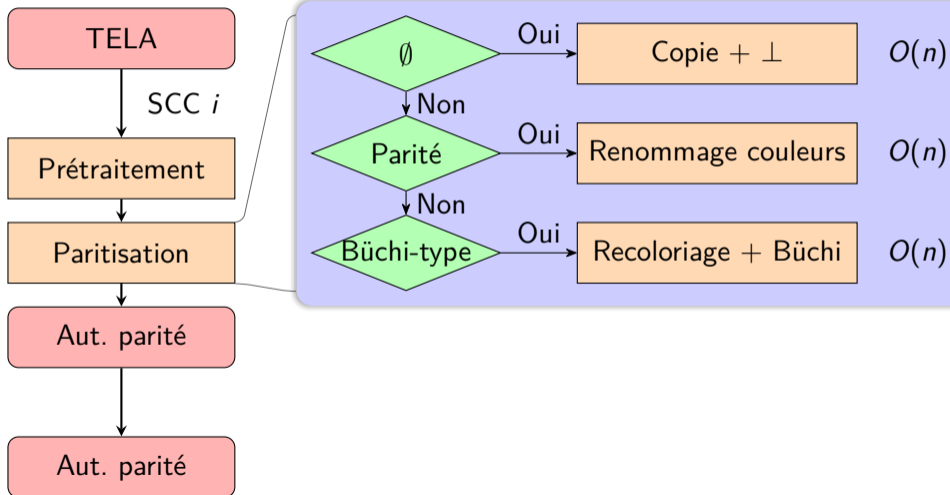 TELA
SCC i
Prétraitement
Paritisation
Aut. parité
Aut. parité
∅
Oui
Copie + ⊥
O(n)
Non
Parité
Oui
Renommage couleurs
O(n)
Non
Büchi-type
Oui
Recoloriage + Büchi
O(n)